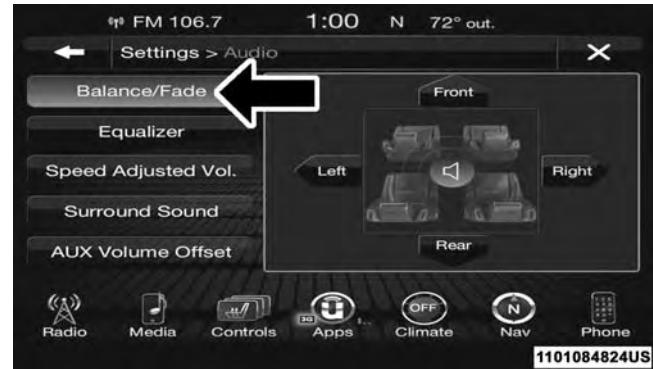 FM 106.7 1:00 N 72° out.
Settings > Audio
Balance/Fade
Equalizer
Speed Adjusted Vol.
Surround Sound
AUX Volume Offset
Front
Left
Right
Rear
OFF
N
3G
Radio Media Controls Apps Climate Nav Phone
1101084824US